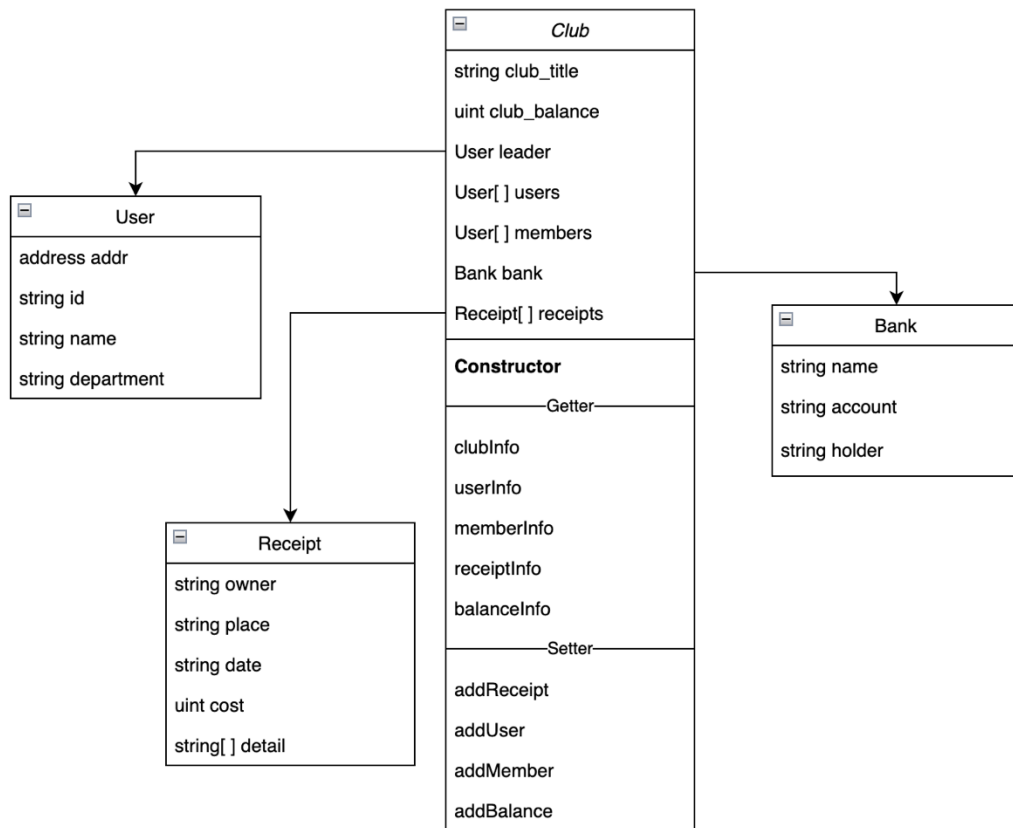 Club
string club_title
uint club_balance
User leader
User[ ] users
User[ ] members
Bank bank
Receipt[ ] receipts
Constructor
Getter
clubInfo
userInfo
memberInfo
receiptInfo
balanceInfo
Setter
addReceipt
addUser
addMember
addBalance
User
address addr
string id
string name
string department
Bank
string name
string account
string holder
Receipt
string owner
string place
string date
uint cost
string[ ] detail